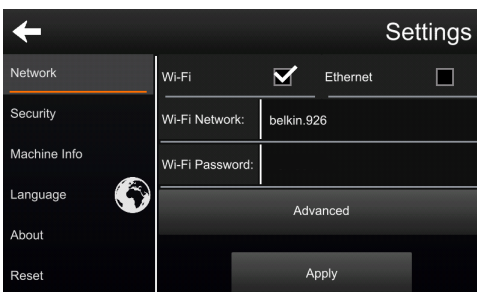 Settings
Network
Wi-Fi
Ethernet
Security
Wi-Fi Network: belkin.926
Machine Info
Wi-Fi Password:
Language
Advanced
About
Reset
Apply